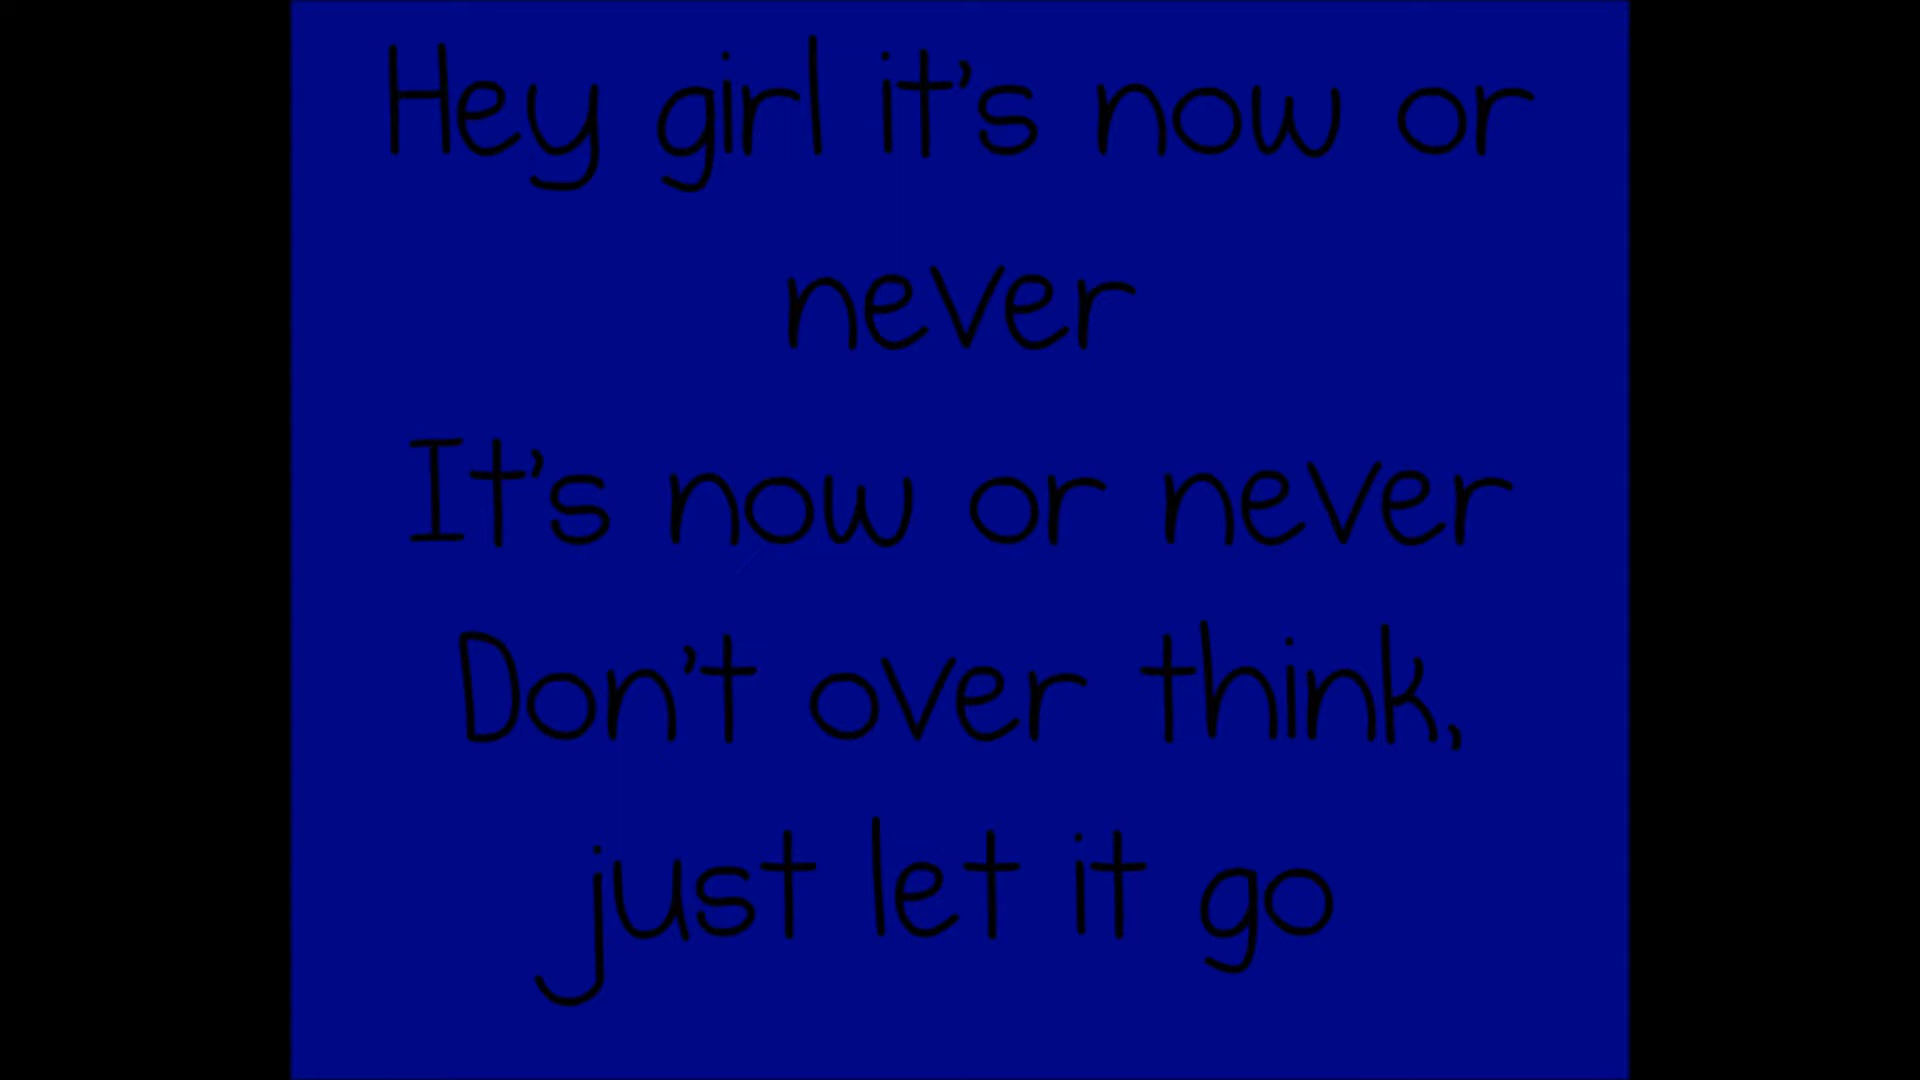 Hey girl it's now or
never
It's now or never
Don't over think,
just let it go